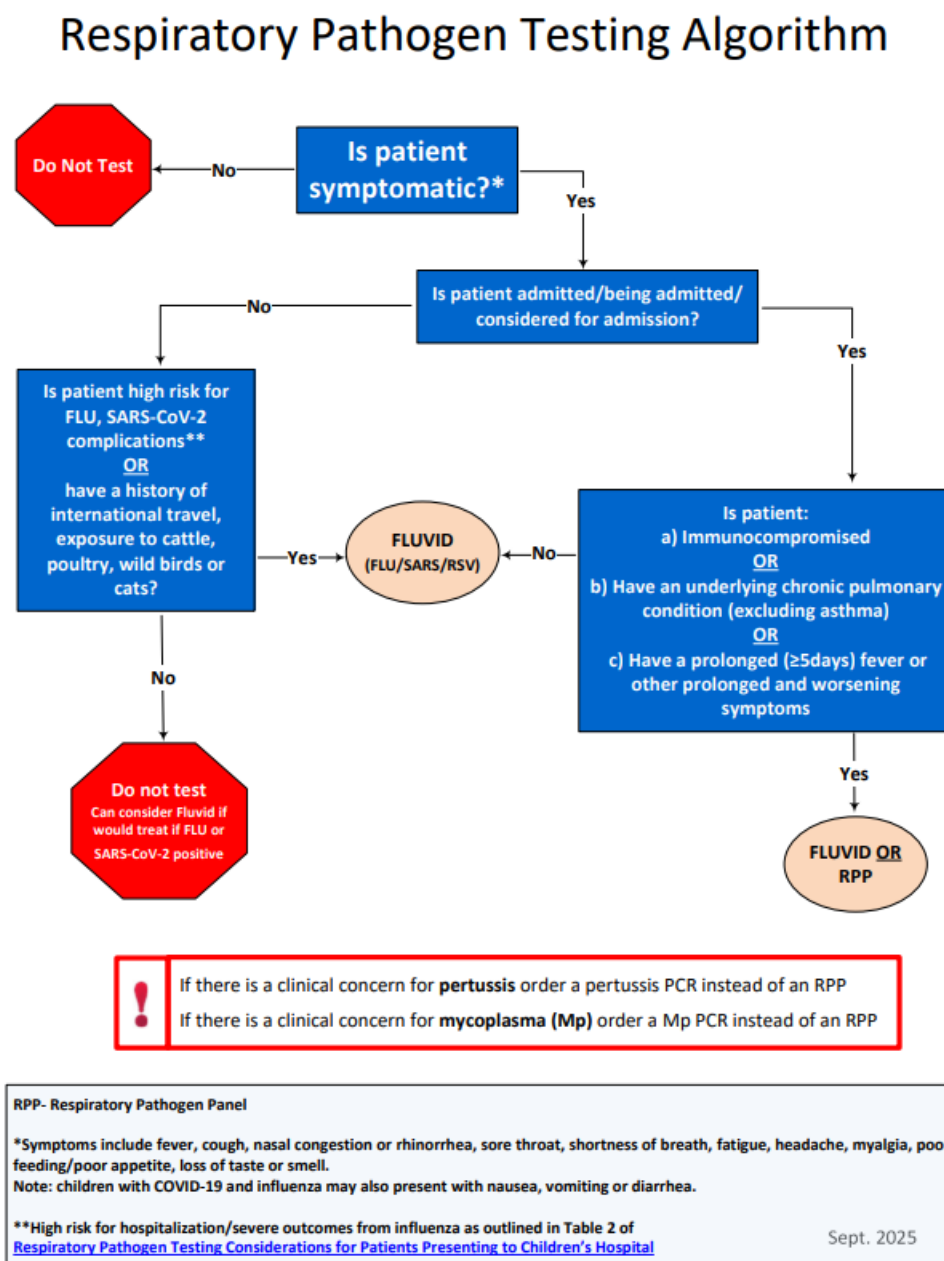 Respiratory Pathogen Testing Algorithm
Is patient
symptomatic?*
No
Do Not Test
Yes
Is patient admitted/being admitted/
considered for admission?
No
Yes
Is patient high risk for
FLU, SARS-CoV-2
complications**
OR
have a history of
international travel,
exposure to cattle,
poultry, wild birds or
cats?
Yes
FLUVID
(FLU/SARS/RSV)
No
Is patient:
a) Immunocompromised
OR
b) Have an underlying chronic pulmonary
condition (excluding asthma)
OR
c) Have a prolonged (≥5days) fever or
other prolonged and worsening
symptoms
No
Do not test
Can consider Fluvid if
would treat if FLU or
SARS-CoV-2 positive
Yes
FLUVID OR
RPP
If there is a clinical concern for pertussis order a pertussis PCR instead of an RPP
If there is a clinical concern for mycoplasma (Mp) order a Mp PCR instead of an RPP
RPP- Respiratory Pathogen Panel
*Symptoms include fever, cough, nasal congestion or rhinorrhea, sore throat, shortness of breath, fatigue, headache, myalgia, poo
feeding/poor appetite, loss of taste or smell.
Note: children with COVID-19 and influenza may also present with nausea, vomiting or diarrhea.
**High risk for hospitalization/severe outcomes from influenza as outlined in Table 2 of
Respiratory Pathogen Testing Considerations for Patients Presenting to Children's Hospital
Sept. 2025